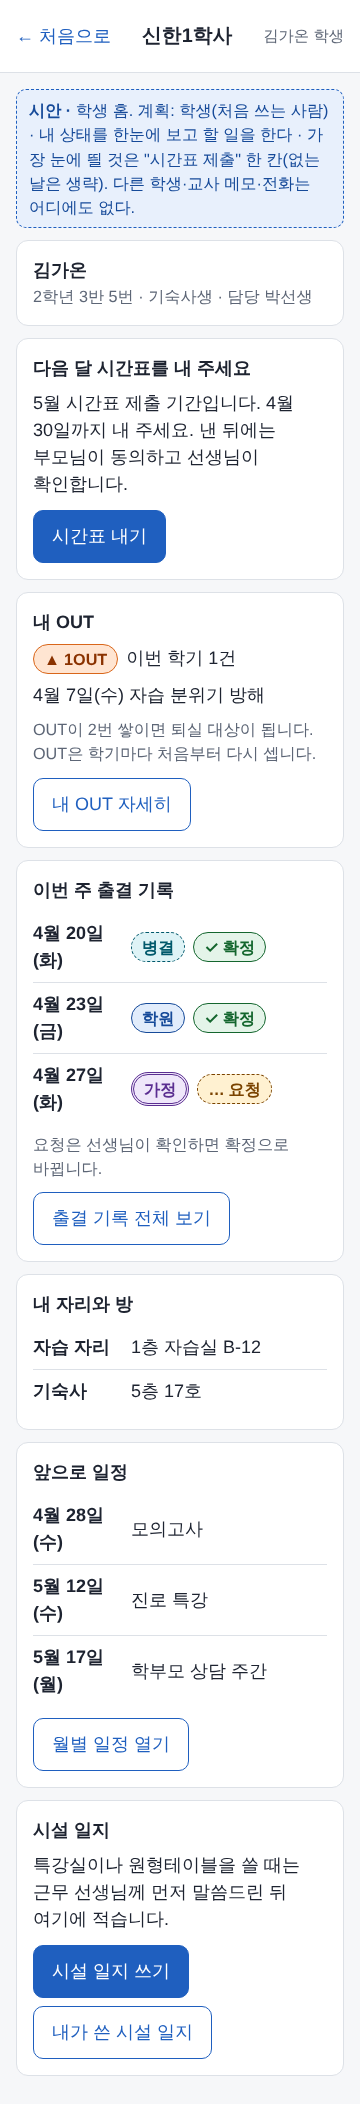 ← 처음으로
신한1학사
김가온 학생
시안 · 학생 홈. 계획: 학생(처음 쓰는 사람)
· 내 상태를 한눈에 보고 할 일을 한다 · 가
장 눈에 띌 것은 "시간표 제출" 한 칸(없는
날은 생략). 다른 학생·교사 메모·전화는
어디에도 없다.
김가온
2학년 3반 5번 · 기숙사생 · 담당 박선생
다음 달 시간표를 내 주세요
5월 시간표 제출 기간입니다. 4월
30일까지 내 주세요. 낸 뒤에는
부모님이 동의하고 선생님이
확인합니다.
시간표 내기
내 OUT
▲ 1OUT 이번 학기 1건
4월 7일(수) 자습 분위기 방해
OUT이 2번 쌓이면 퇴실 대상이 됩니다.
OUT은 학기마다 처음부터 다시 셉니다.
내 OUT 자세히
이번 주 출결 기록
4월 20일
(화)
병결 ✓ 확정
4월 23일
(금)
학원 ✓ 확정
4월 27일
(화)
가정 … 요청
요청은 선생님이 확인하면 확정으로
바뀝니다.
출결 기록 전체 보기
내 자리와 방
자습 자리 1층 자습실 B-12
기숙사 5층 17호
앞으로 일정
4월 28일
(수)
모의고사
5월 12일
(수)
진로 특강
5월 17일
(월)
학부모 상담 주간
월별 일정 열기
시설 일지
특강실이나 원형테이블을 쓸 때는
근무 선생님께 먼저 말씀드린 뒤
여기에 적습니다.
시설 일지 쓰기
내가 쓴 시설 일지